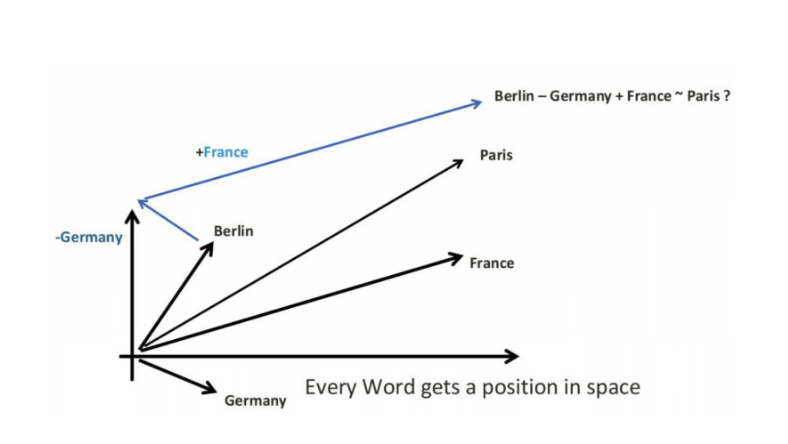 Berlin – Germany + France ~ Paris ?
+France
Paris
-Germany
Berlin
France
Every Word gets a position in space
Germany